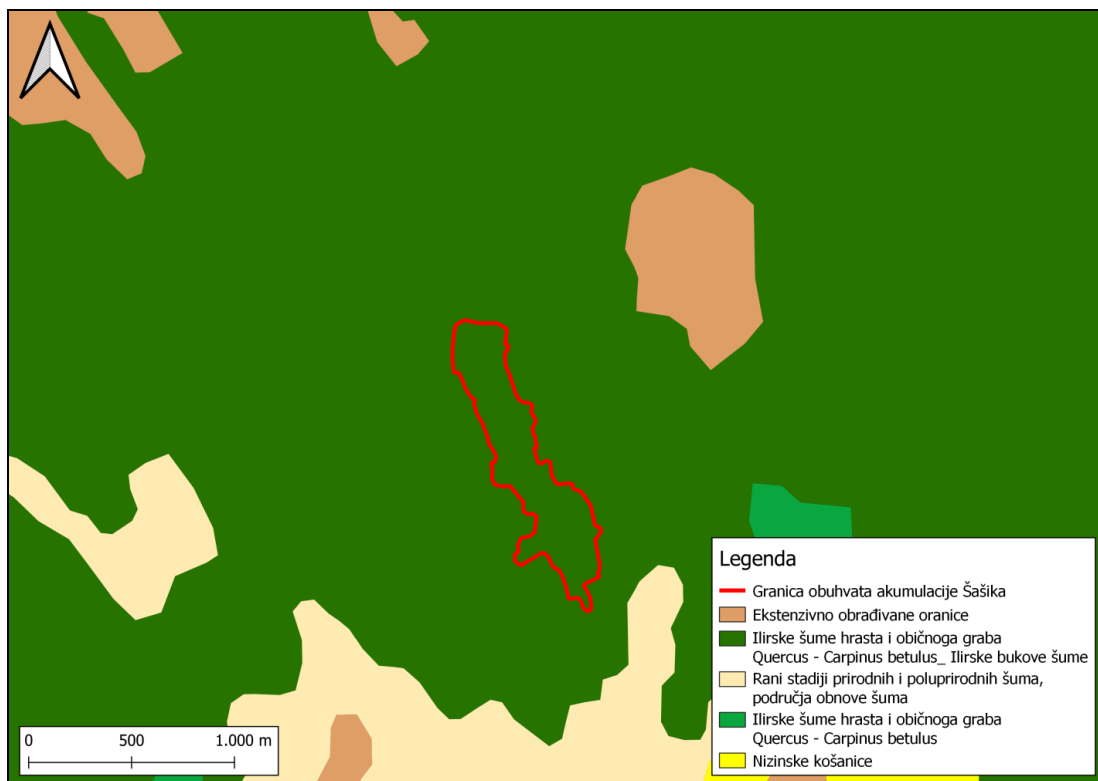 Legenda
Granica obuhvata akumulacije Šašika
Ekstenzivno obrađivane oranice
Ilirske šume hrasta i običnoga graba
Quercus - Carpinus betulus_ Ilirske bukove šume
Rani stadiji prirodnih i poluprirodnih šuma,
područja obnove šuma
Ilirske šume hrasta i običnoga graba
Quercus - Carpinus betulus
Nizinske košanice
0 500 1.000 m